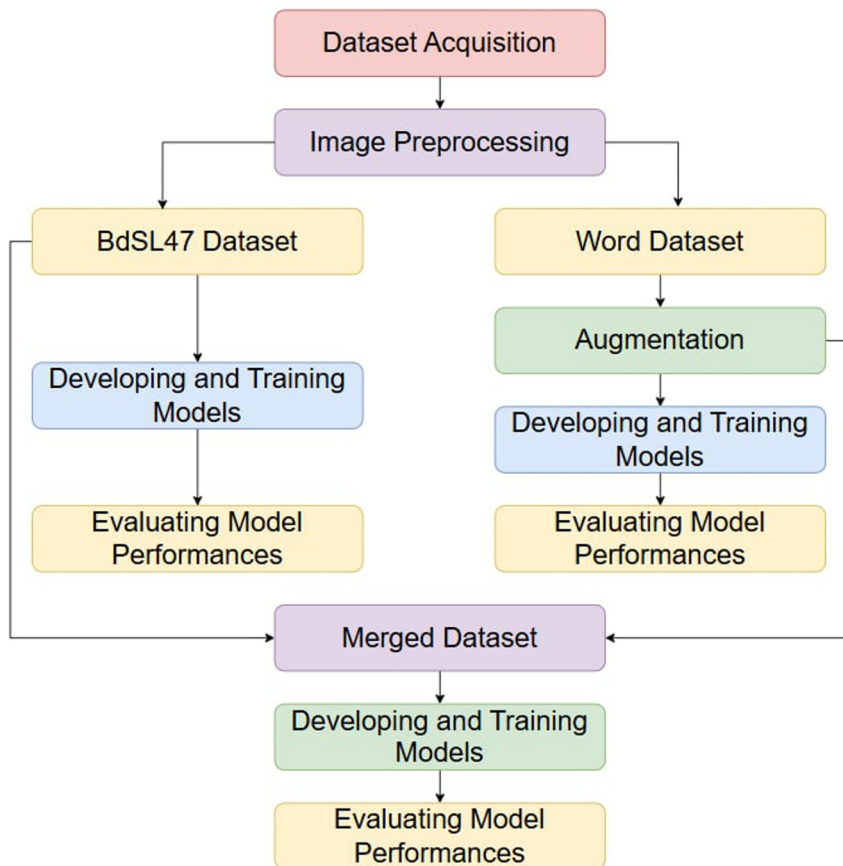 Dataset Acquisition
Image Preprocessing
BdSL47 Dataset
Word Dataset
Augmentation
Developing and Training
Models
Developing and Training
Models
Evaluating Model
Performances
Evaluating Model
Performances
Merged Dataset
Developing and Training
Models
Evaluating Model
Performances